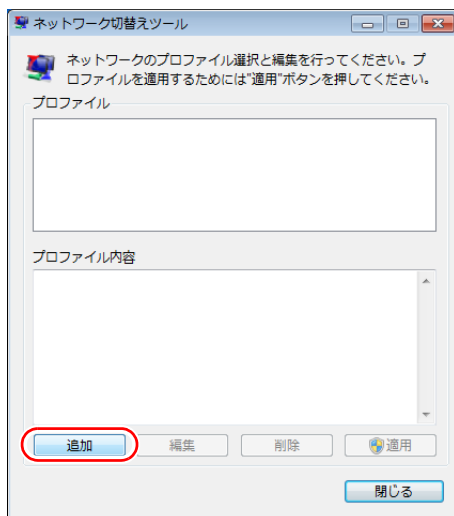 ネットワーク切替えツール
ネットワークのプロファイル選択と編集を行ってください。プ
ロファイルを適用するためには"適用"ボタンを押してください。
プロファイル
プロファイル内容
追加 編集 削除 適用
閉じる